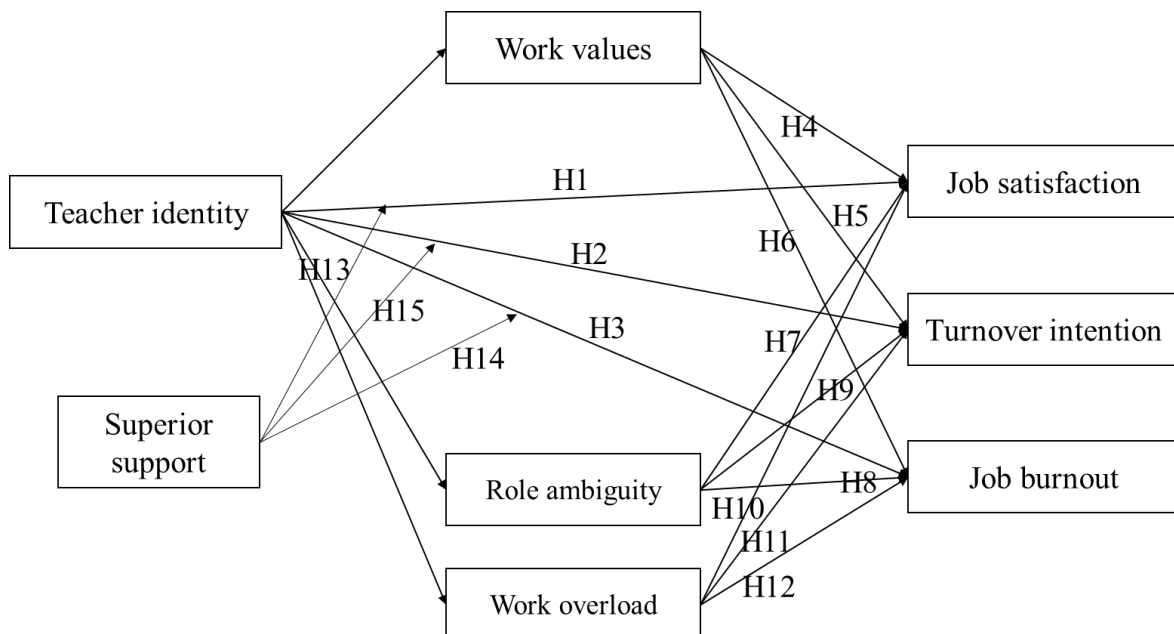 Work values
H4
Job satisfaction
H1
Teacher identity
H5
H6
H2
H13
H15
H3
H7
Turnover intention
H14
H9
Superior
support
Role ambiguity
H8
Job burnout
H10
H11
Work overload
H12